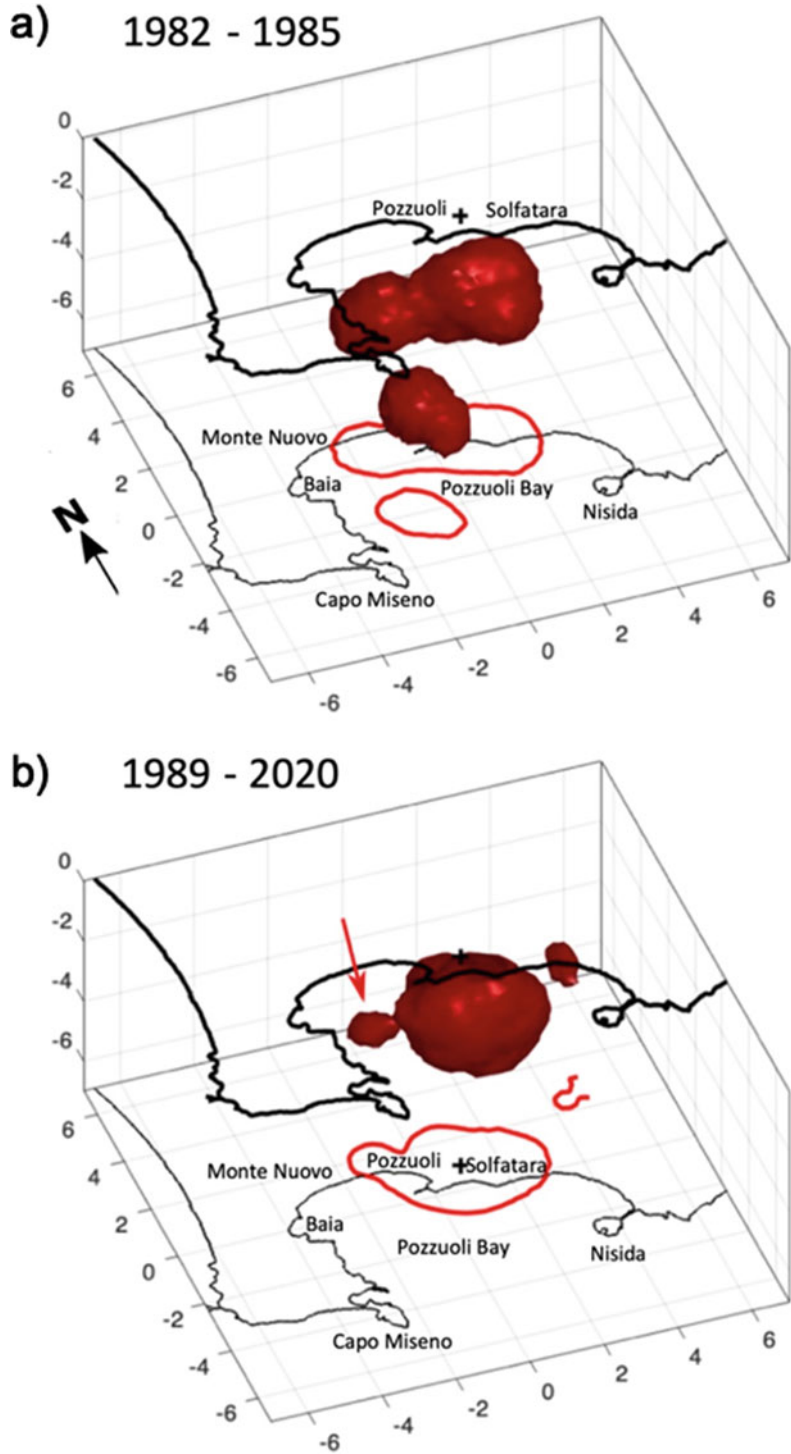 a) 1982 - 1985
0
-2
-4
-6
Pozzuoli + Solfatara
6
4
2
0
-2
-4
-6
Monte Nuovo
Baia
Pozzuoli Bay
Nisida
Capo Miseno
N
-6
-4
-2
0
2
4
6
b) 1989 - 2020
0
-2
-4
-6
+
6
4
2
0
-2
-4
-6
Pozzuoli +Solfatara
Monte Nuovo
Baia
Pozzuoli Bay
Nisida
Capo Miseno
-6
-4
-2
0
2
4
6